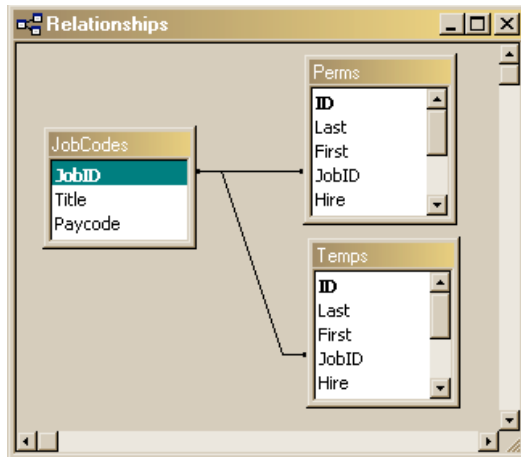 Relationships
JobCodes
JobID
Title
Paycode
Perms
ID
Last
First
JobID
Hire
Temps
ID
Last
First
JobID
Hire